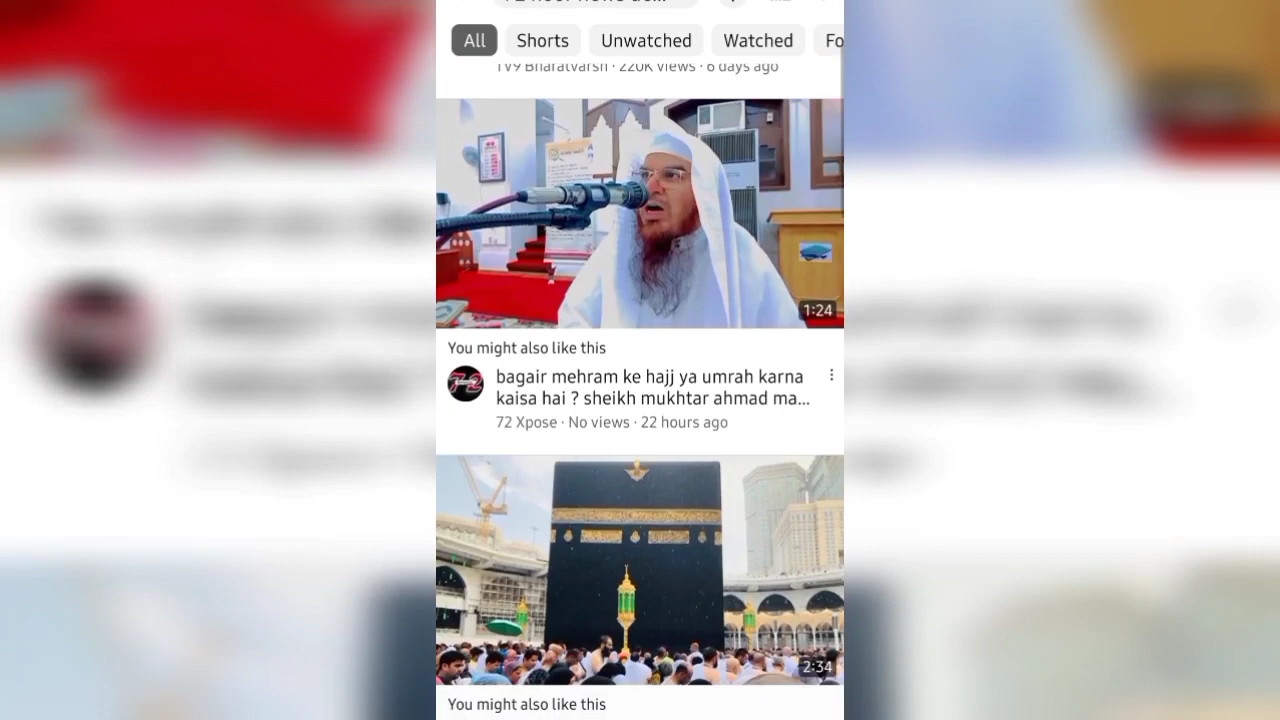 All
Shorts
Unwatched
Watched
Fo
TV9 Bharatvarsh · 220K views · 6 days ago
1:24
You might also like this
bagair mehram ke hajj ya umrah karna
kaisa hai ? sheikh mukhtar ahmad ma...
72 Xpose · No views · 22 hours ago
2:34
You might also like this